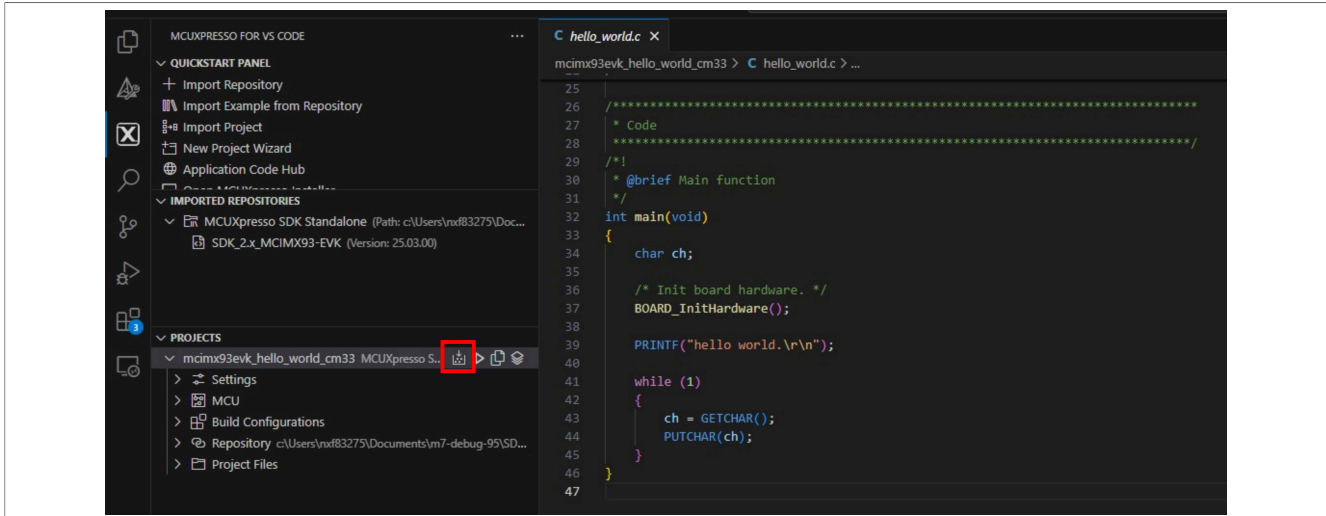 MCUXPRESSO FOR VS CODE ...
QUICKSTART PANEL
Import Repository
Import Example from Repository
Import Project
New Project Wizard
Application Code Hub
IMPORTED REPOSITORIES
MCUXpresso SDK Standalone (Path: c:\Users\nxf83275\Doc...
SDK_2.x_MCIMX93-EVK (Version: 25.03.00)
3
PROJECTS
mcimx93evk_hello_world_cm33 MCUXpresso S...
Settings
MCU
Build Configurations
Repository c:\Users\nxf83275\Documents\m7-debug-95\SD...
Project Files
C hello_world.c ×
mcimx93evk_hello_world_cm33 > C hello_world.c > ...
25
26 /*******************************************************************************
27 * Code
28 ******************************************************************************/
29 /*!
30 * @brief Main function
31 */
32 int main(void)
33 {
34 char ch;
35
36 /* Init board hardware. */
37 BOARD_InitHardware();
38
39 PRINTF("hello world.\r\n");
40
41 while (1)
42 {
43 ch = GETCHAR();
44 PUTCHAR(ch);
45 }
46 }
47